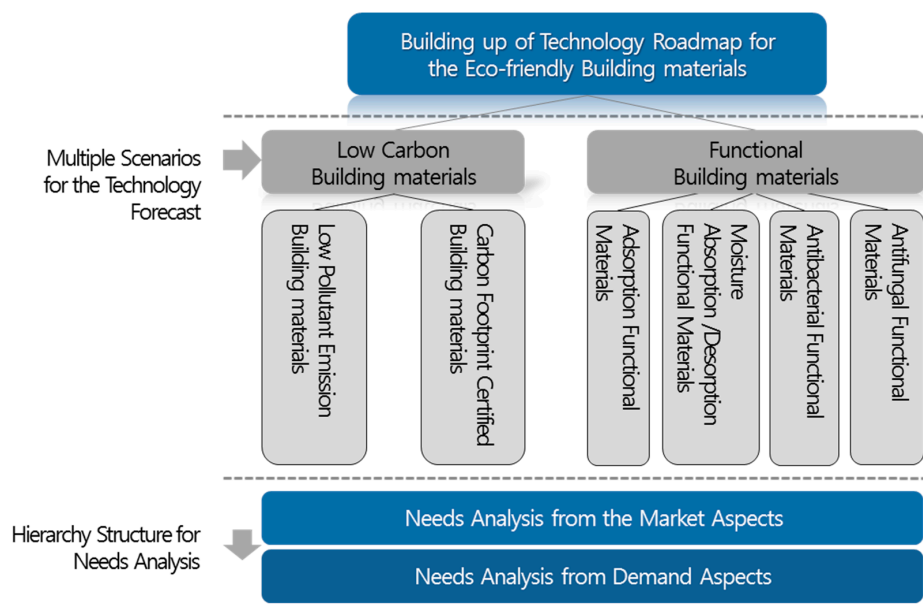 Building up of Technology Roadmap for
the Eco-friendly Building materials
Multiple Scenarios
for the Technology
Forecast
Low Carbon
Building materials
Functional
Building materials
Low Pollutant Emission
Building materials
Carbon Footprint Certified
Building materials
Adsorption Functional
Materials
Moisture
Absorption /Desorption
Functional Materials
Antibacterial Functional
Materials
Antifungal Functional
Materials
Hierarchy Structure for
Needs Analysis
Needs Analysis from the Market Aspects
Needs Analysis from Demand Aspects